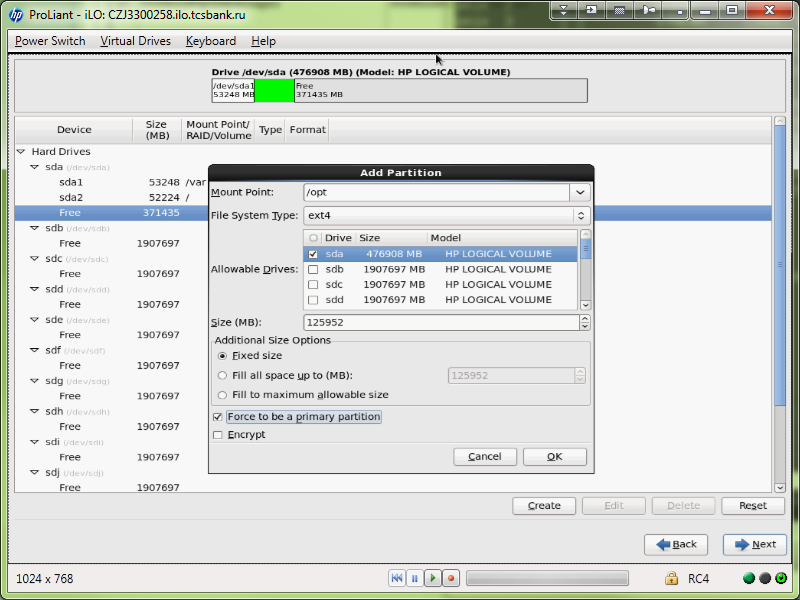 ProLiant - iLO: CZJ3300258.ilo.tcsbank.ru
Power Switch Virtual Drives Keyboard Help
Drive /dev/sda (476908 MB) (Model: HP LOGICAL VOLUME)
/dev/sda1 Free
53248 MB 371435 MB
Device Size (MB) Mount Point/ RAID/Volume Type Format
Hard Drives
sda (/dev/sda)
sda1 53248 /var
sda2 52224 /
Free 371435
sdb (/dev/sdb)
Free 1907697
sdc (/dev/sdc)
Free 1907697
sdd (/dev/sdd)
Free 1907697
sde (/dev/sde)
Free 1907697
sdf (/dev/sdf)
Free 1907697
sdg (/dev/sdg)
Free 1907697
sdh (/dev/sdh)
Free 1907697
sdi (/dev/sdi)
Free 1907697
sdj (/dev/sdj)
Free 1907697
Add Partition
Mount Point: /opt
File System Type: ext4
Allowable Drives:
Drive Size Model
sda 476908 MB HP LOGICAL VOLUME
sdb 1907697 MB HP LOGICAL VOLUME
sdc 1907697 MB HP LOGICAL VOLUME
sdd 1907697 MB HP LOGICAL VOLUME
Size (MB): 125952
Additional Size Options
Fixed size
Fill all space up to (MB): 125952
Fill to maximum allowable size
Force to be a primary partition
Encrypt
Cancel OK
Create Edit Delete Reset
Back Next
1024 x 768 RC4